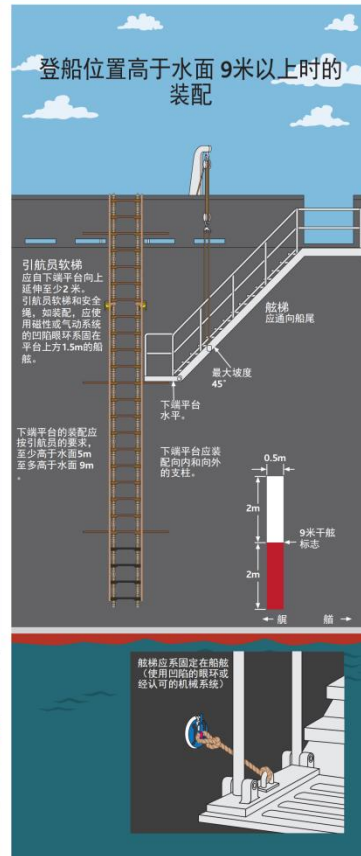 登船位置高于水面 9米以上时的
装配
引航员软梯
应自下端平台向上
延伸至少2 米。
引航员软梯和安全
绳，如装配，应使
用磁性或气动系统
的凹陷眼环系固在
平台上方1.5m的船
舷。
舷梯
应通向船尾
最大坡度
45°
下端平台
水平。
下端平台的装配应
按引航员的要求，
至少高于水面5m
至多高于水面 9m
。
下端平台应装
配向内和向外
的支柱。
0.5m
2m
9米干舷
标志
2m
← 艉 艏 →
舷梯应系固定在船舷
（使用凹陷的眼环或
经认可的机械系统）